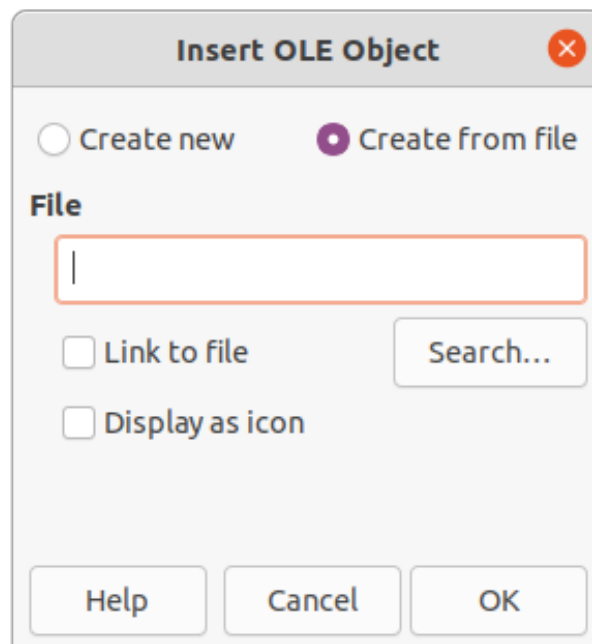 Insert OLE Object
Create new Create from file
File
Link to file Search...
Display as icon
Help Cancel OK